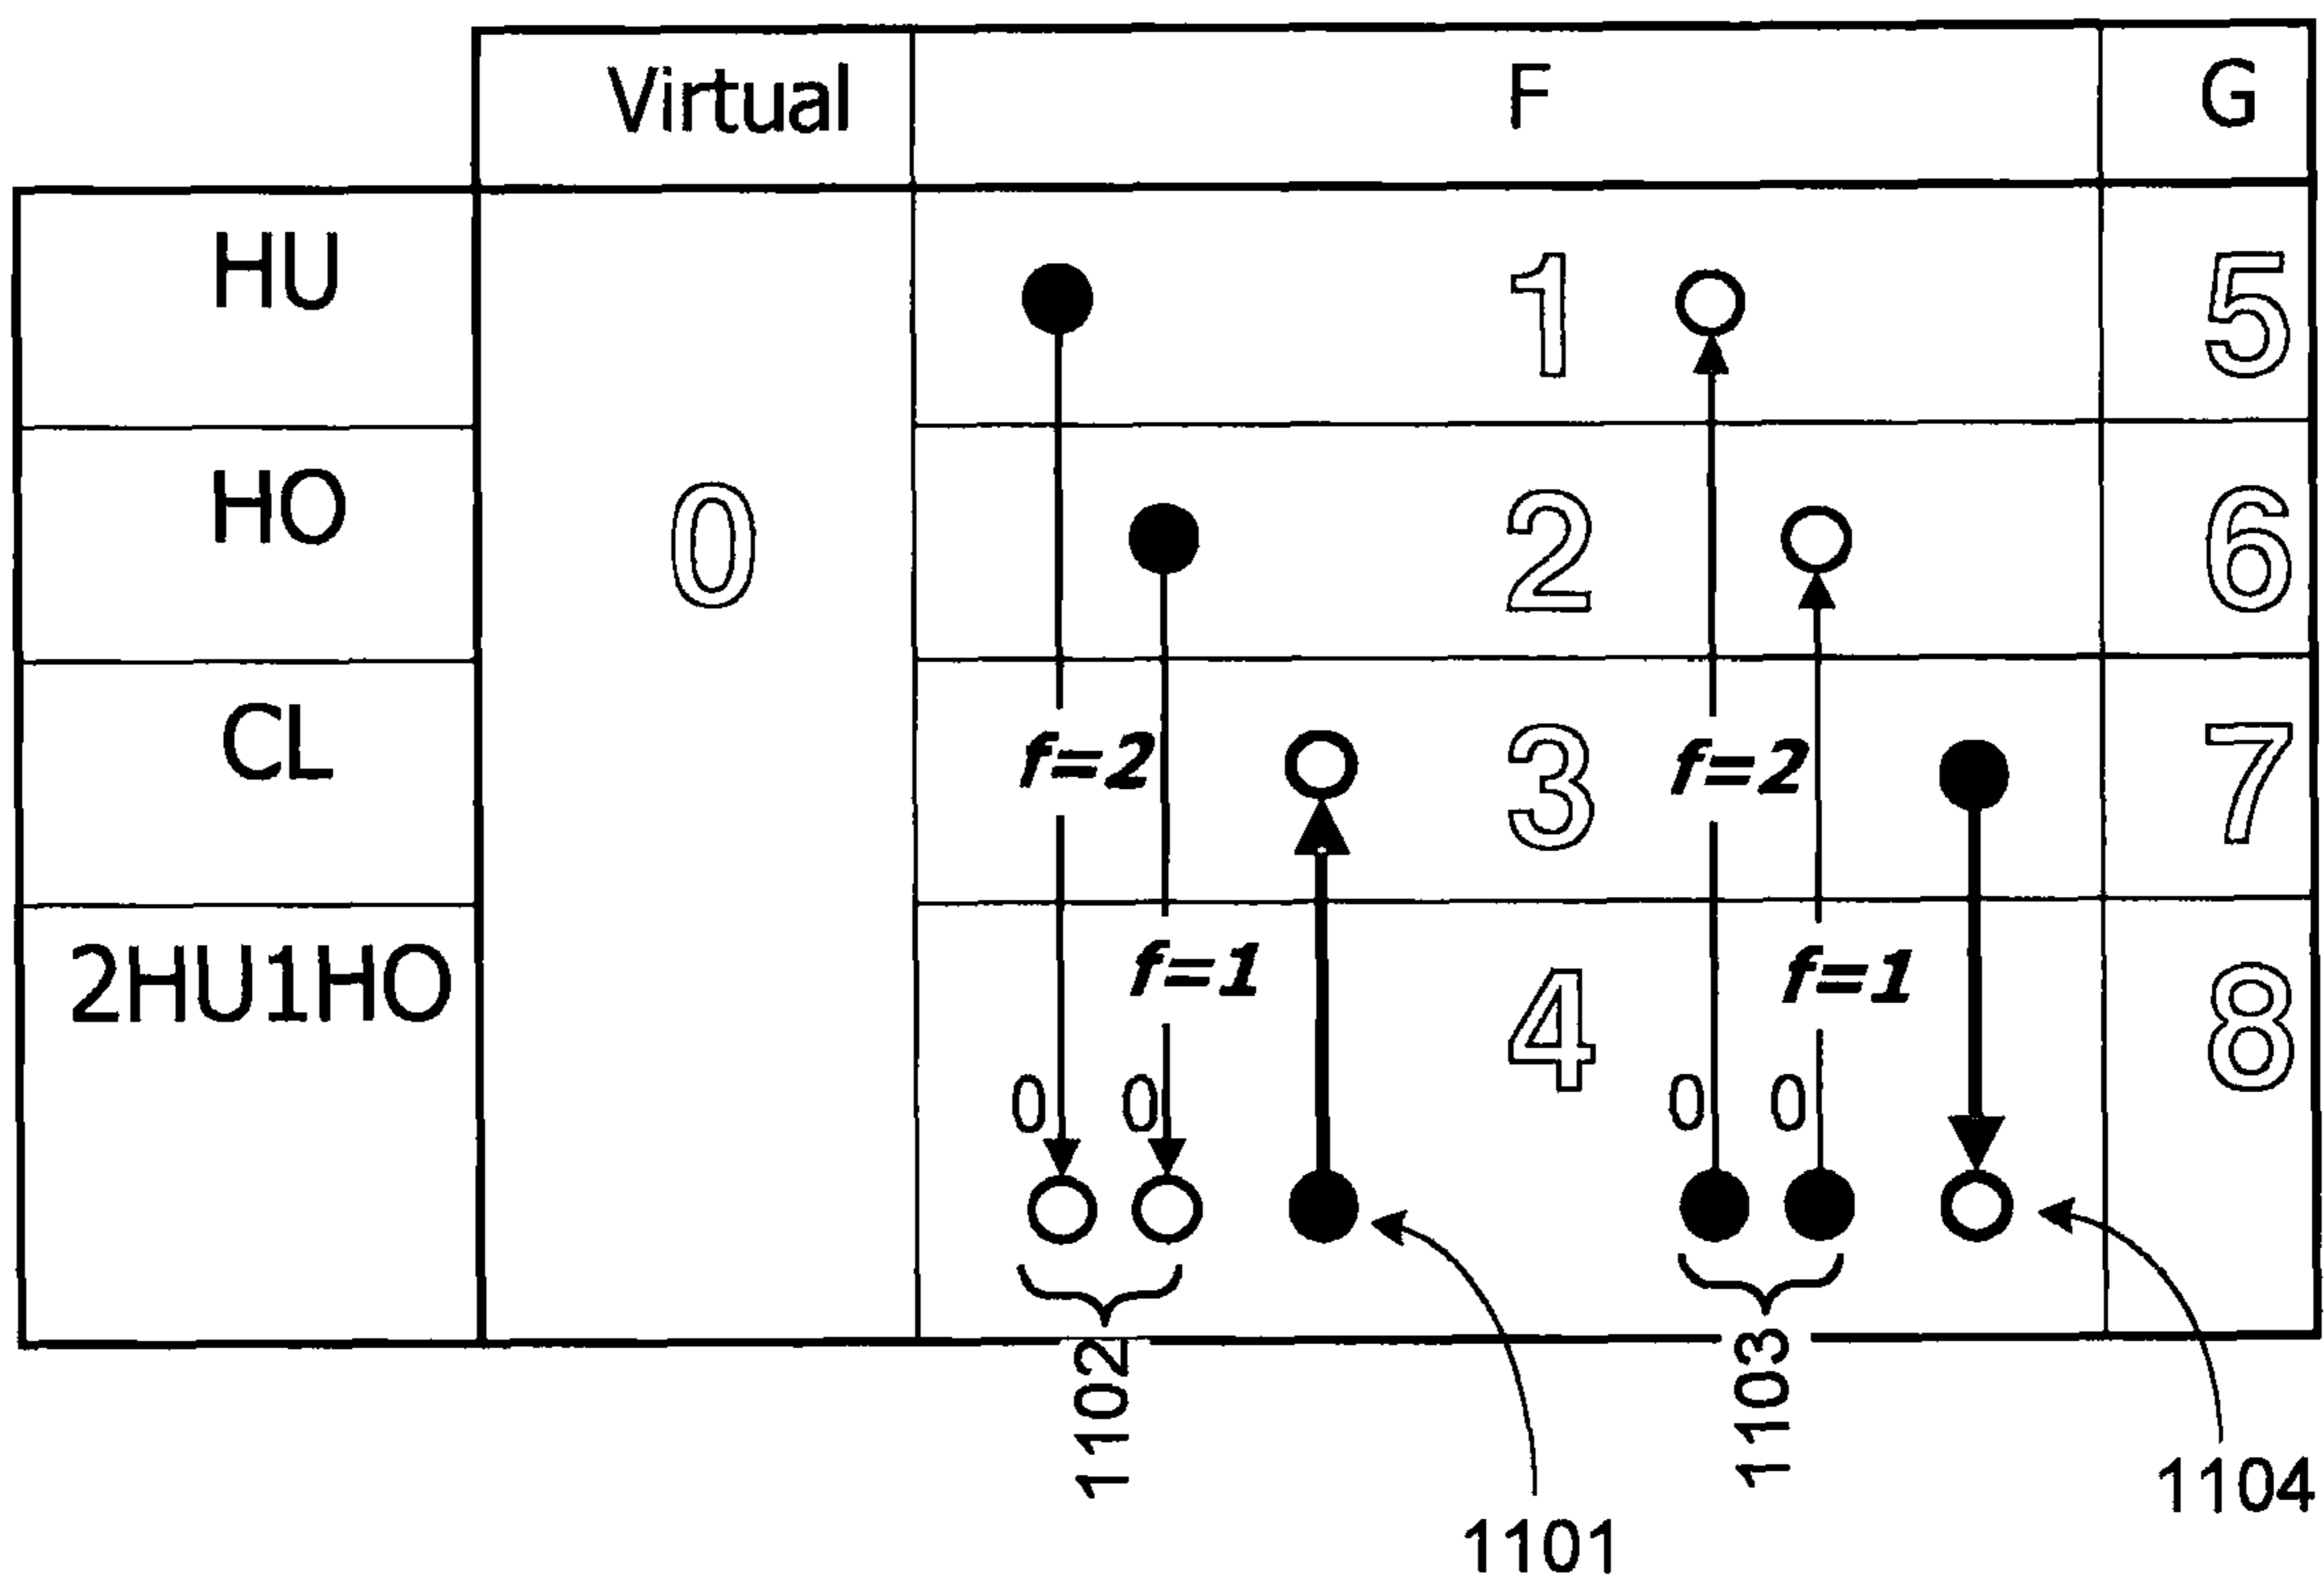 Virtual F G
HU 1 5
HO 0 2 6
CL f=2 3 f=2 7
2HU1HO f=1 4 f=1 8
0 0 0 0
1102 1103
1101 1104